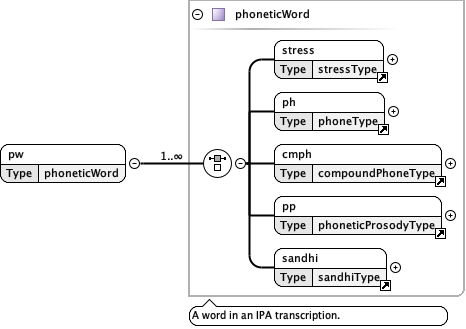 phoneticWord
stress
Type stressType
ph
Type phoneType
pw
Type phoneticWord
1..∞
cmph
Type compoundPhoneType
pp
Type phoneticProsodyType
sandhi
Type sandhiType
A word in an IPA transcription.